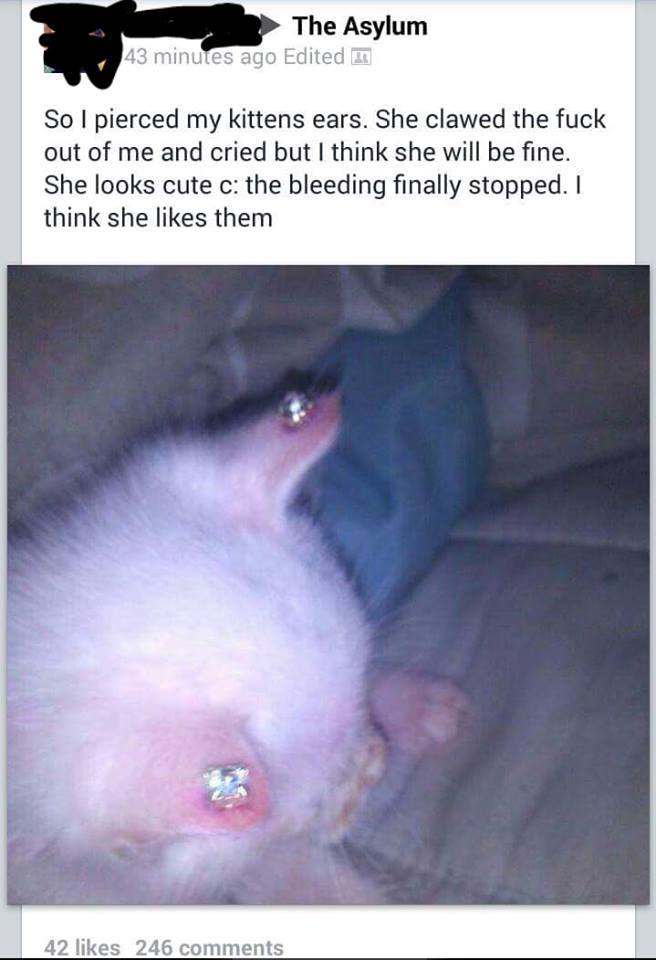 The Asylum
43 minutes ago Edited
So I pierced my kittens ears. She clawed the fuck
out of me and cried but I think she will be fine.
She looks cute c: the bleeding finally stopped. I
think she likes them
42 likes 246 comments